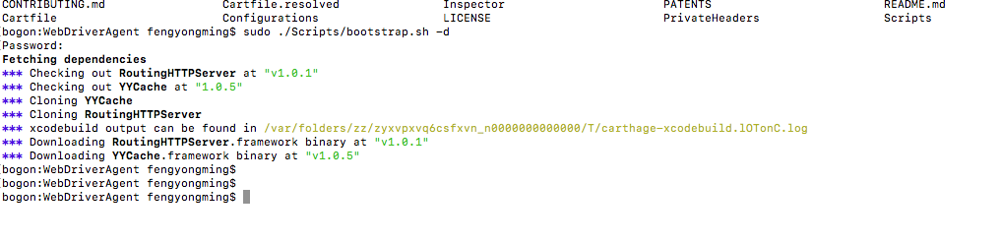 CONTRIBUTING.md Cartfile.resolved Inspector PATENTS README.md
Cartfile Configurations LICENSE PrivateHeaders Scripts
[bogon:WebDriverAgent fengyongming$ sudo ./Scripts/bootstrap.sh -d
[Password:
Fetching dependencies
*** Checking out RoutingHTTPServer at "v1.0.1"
*** Checking out YYCache at "1.0.5"
*** Cloning YYCache
*** Cloning RoutingHTTPServer
*** xcodebuild output can be found in /var/folders/zz/zyxvpxvq6csfxvn_n0000000000000/T/carthage-xcodebuild.lOTonC.log
*** Downloading RoutingHTTPServer.framework binary at "v1.0.1"
*** Downloading YYCache.framework binary at "v1.0.5"
[bogon:WebDriverAgent fengyongming$
[bogon:WebDriverAgent fengyongming$
bogon:WebDriverAgent fengyongming$